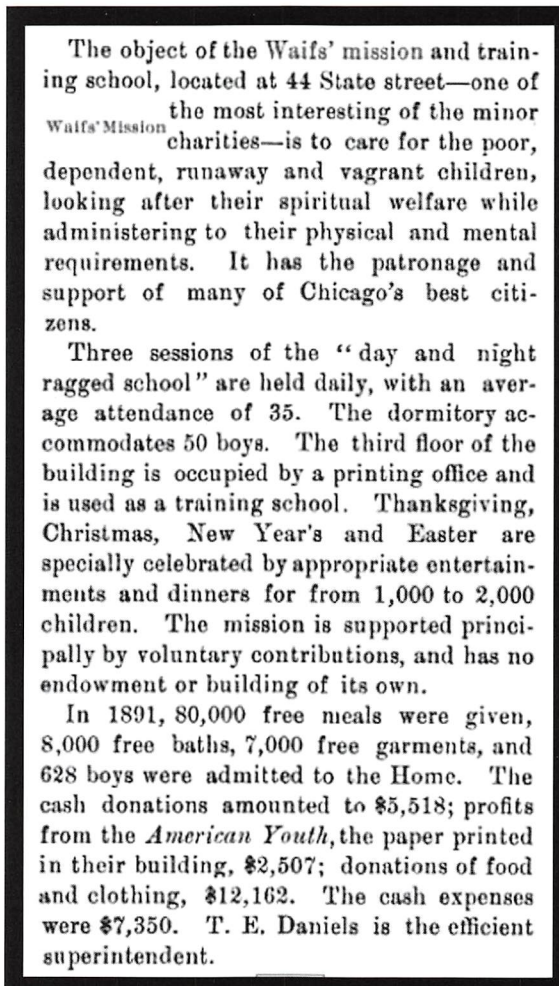 The object of the Waifs' mission and train-
ing school, located at 44 State street—one of
the most interesting of the minor
Waifs' Mission
charities—is to care for the poor,
dependent, runaway and vagrant children,
looking after their spiritual welfare while
administering to their physical and mental
requirements. It has the patronage and
support of many of Chicago's best citi-
zens.
Three sessions of the "day and night
ragged school" are held daily, with an aver-
age attendance of 35. The dormitory ac-
commodates 50 boys. The third floor of the
building is occupied by a printing office and
is used as a training school. Thanksgiving,
Christmas, New Year's and Easter are
specially celebrated by appropriate entertain-
ments and dinners for from 1,000 to 2,000
children. The mission is supported princi-
pally by voluntary contributions, and has no
endowment or building of its own.
In 1891, 80,000 free meals were given,
8,000 free baths, 7,000 free garments, and
628 boys were admitted to the Home. The
cash donations amounted to $5,518; profits
from the American Youth, the paper printed
in their building, $2,507; donations of food
and clothing, $12,162. The cash expenses
were $7,350. T. E. Daniels is the efficient
superintendent.